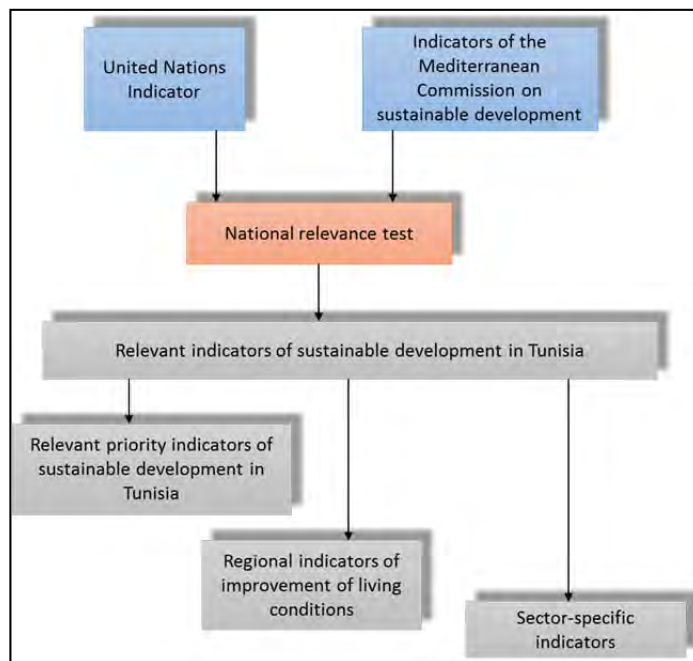 United Nations
Indicator
Indicators of the
Mediterranean
Commission on
sustainable development
National relevance test
Relevant indicators of sustainable development in Tunisia
Relevant priority indicators of
sustainable development in
Tunisia
Regional indicators of
improvement of living
conditions
Sector-specific
indicators